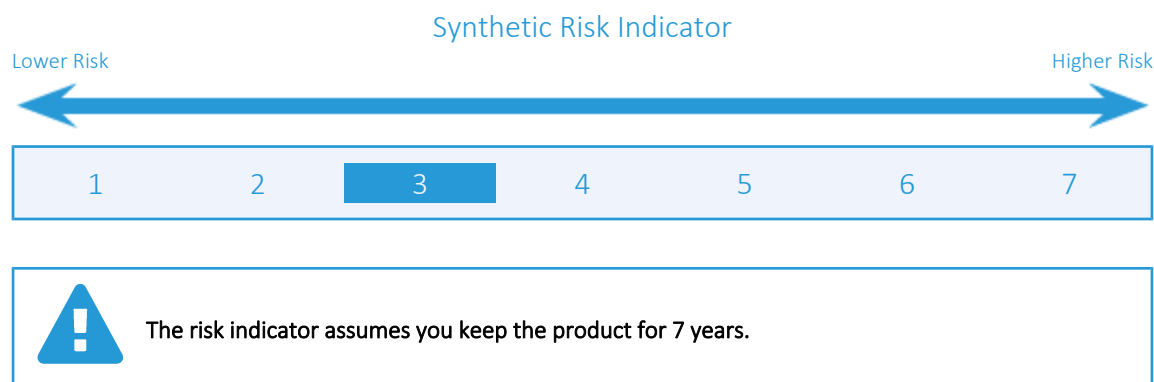 Synthetic Risk Indicator
Lower Risk Higher Risk
1 2 3 4 5 6 7
The risk indicator assumes you keep the product for 7 years.